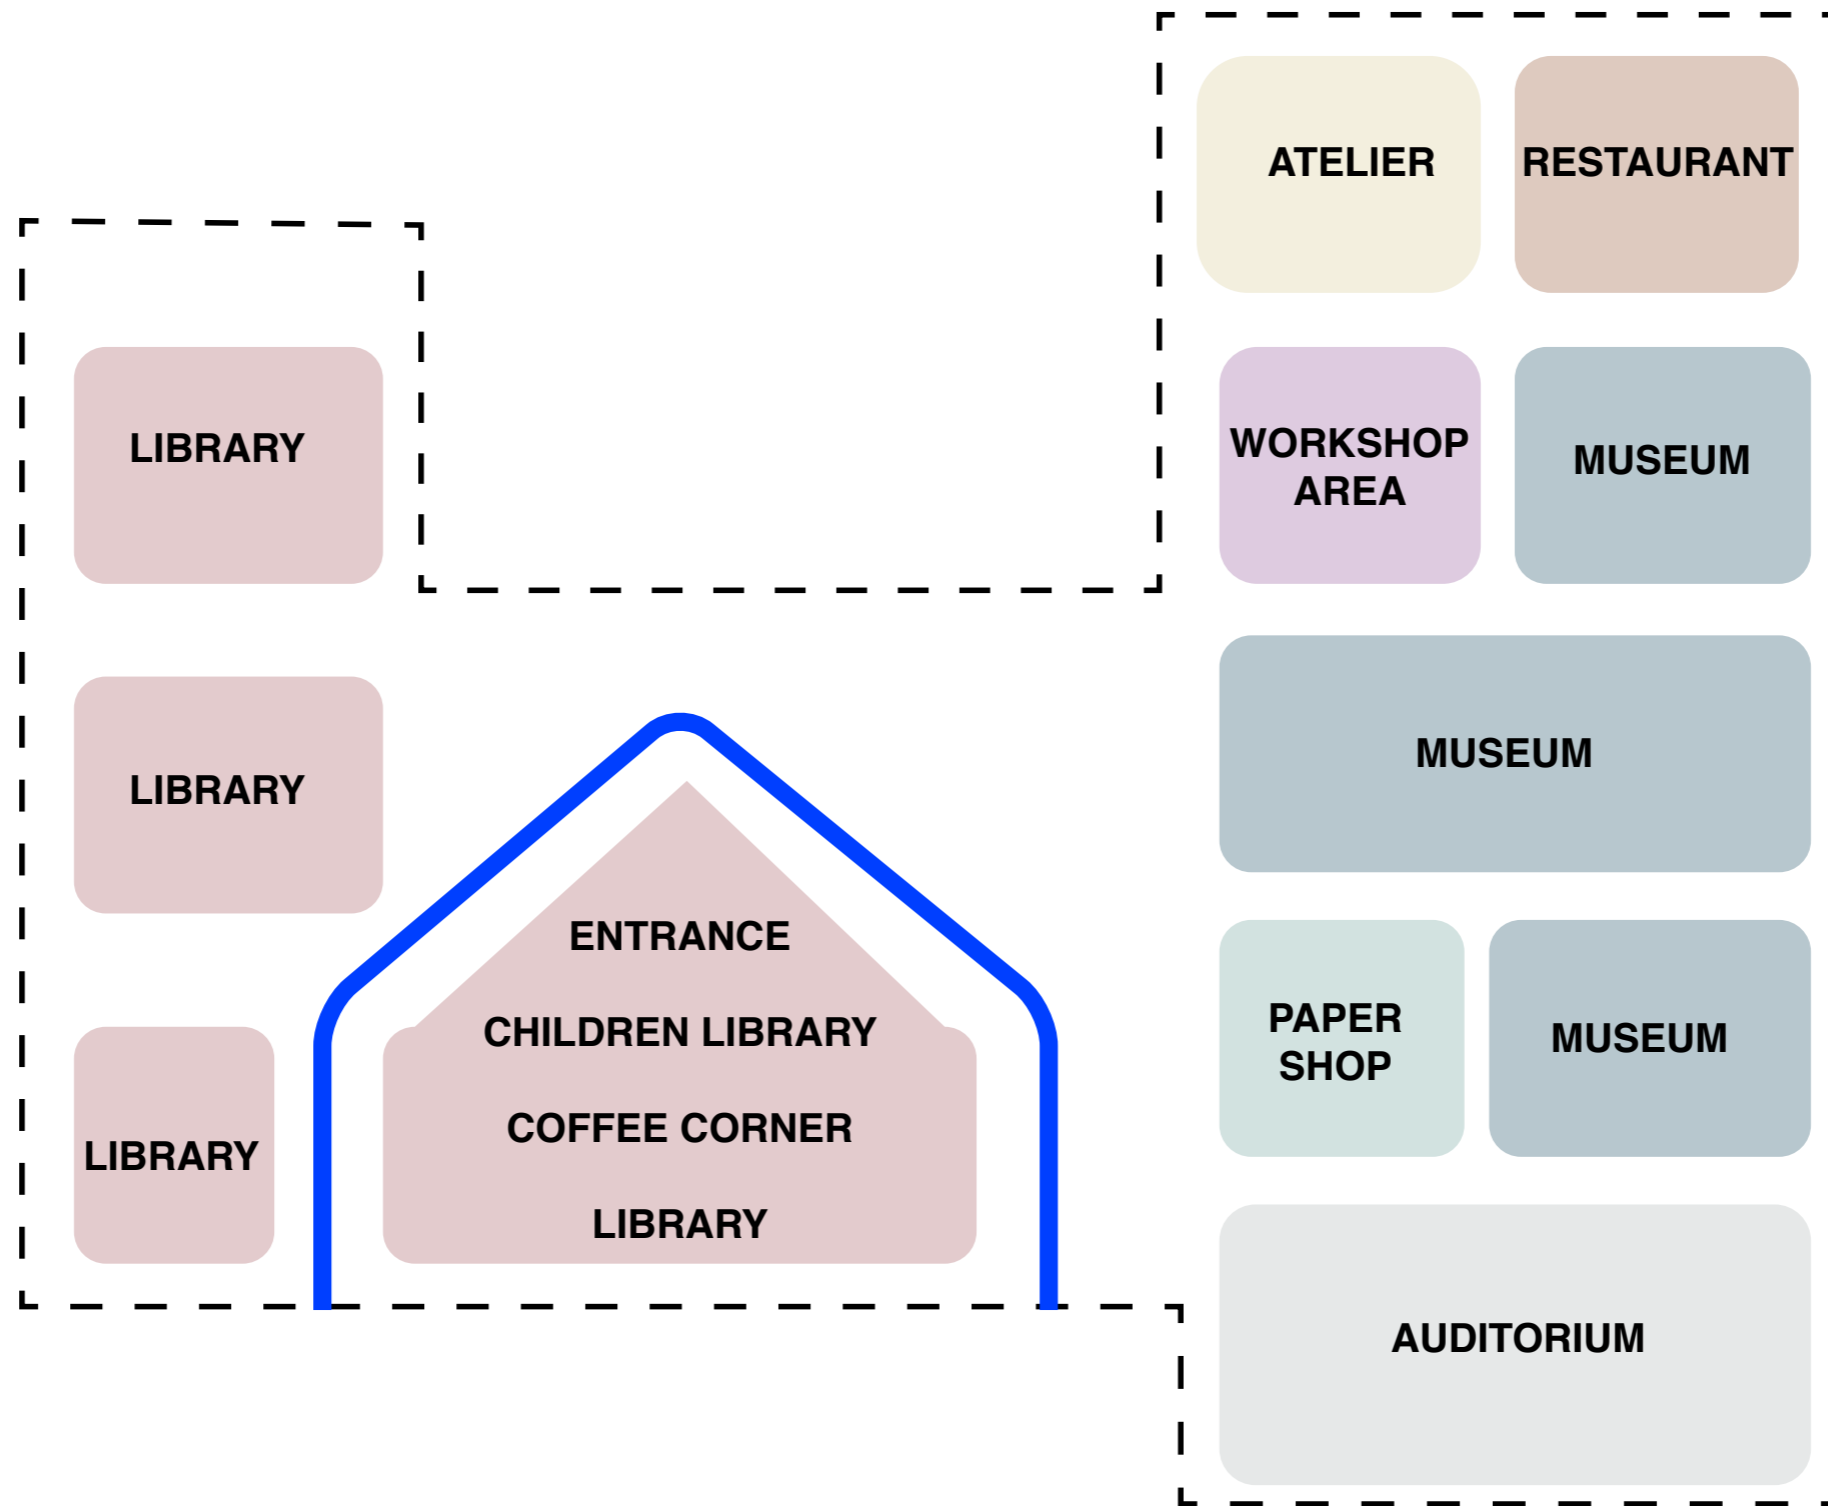 ATELIER
RESTAURANT
LIBRARY
WORKSHOP
AREA
MUSEUM
LIBRARY
MUSEUM
ENTRANCE
CHILDREN LIBRARY
COFFEE CORNER
LIBRARY
LIBRARY
PAPER
SHOP
MUSEUM
AUDITORIUM